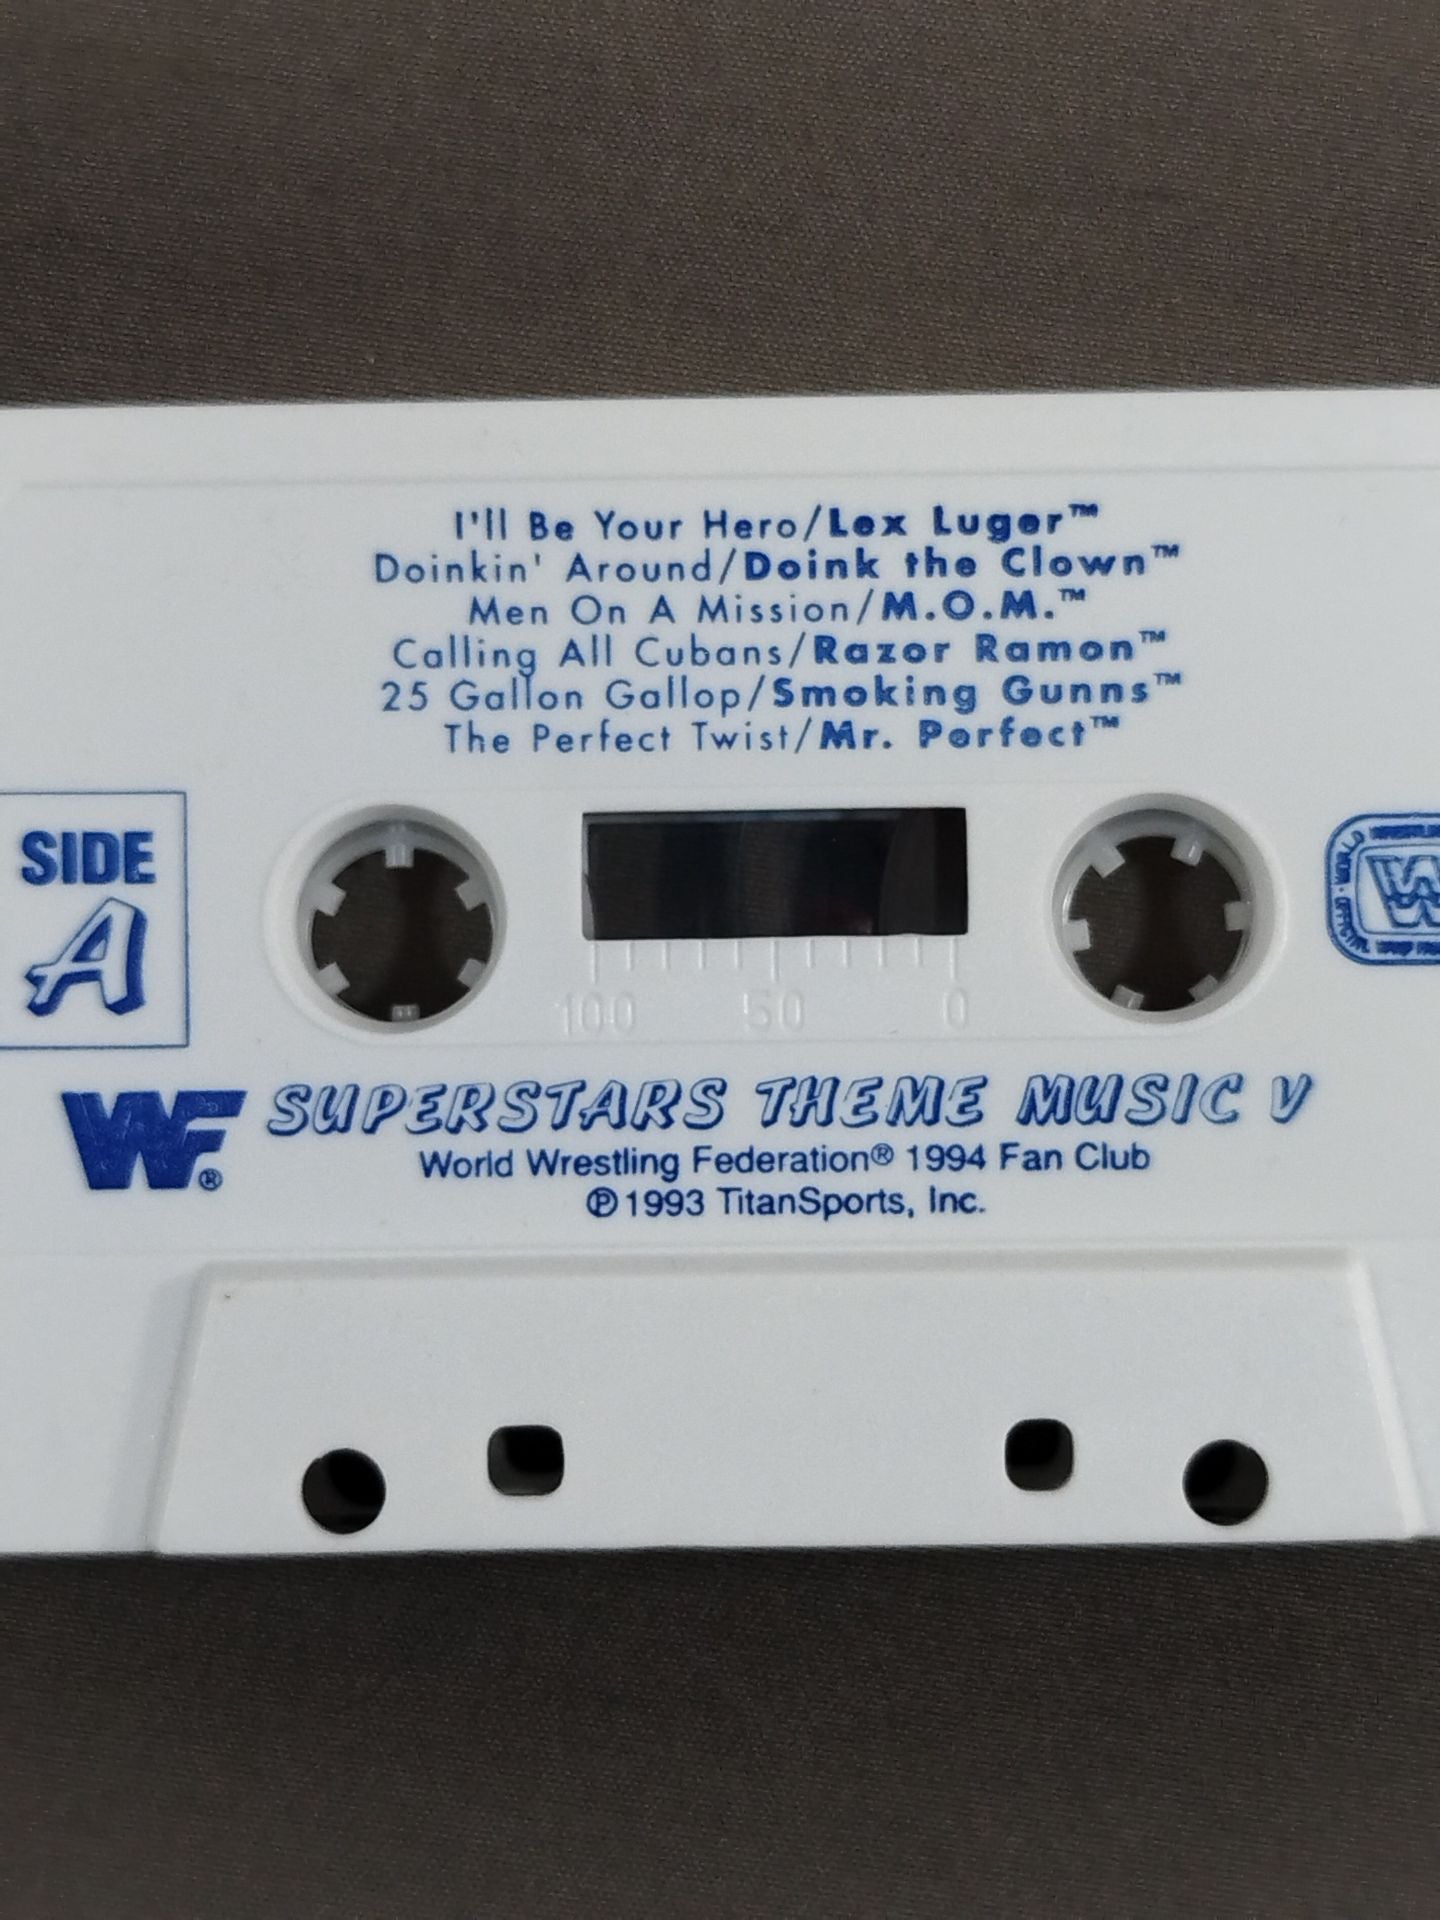 I'll Be Your Hero/Lex Luger™
Doinkin' Around/Doink the Clown™
Men On A Mission/M.O.M.™
Calling All Cubans/Razor Ramon™
25 Gallon Gallop/Smoking Gunns™
The Perfect Twist/Mr. Perfect™
SIDE
A
100 50 0
WF®
SUPERSTARS THEME MUSIC V
World Wrestling Federation® 1994 Fan Club
℗1993 TitanSports, Inc.